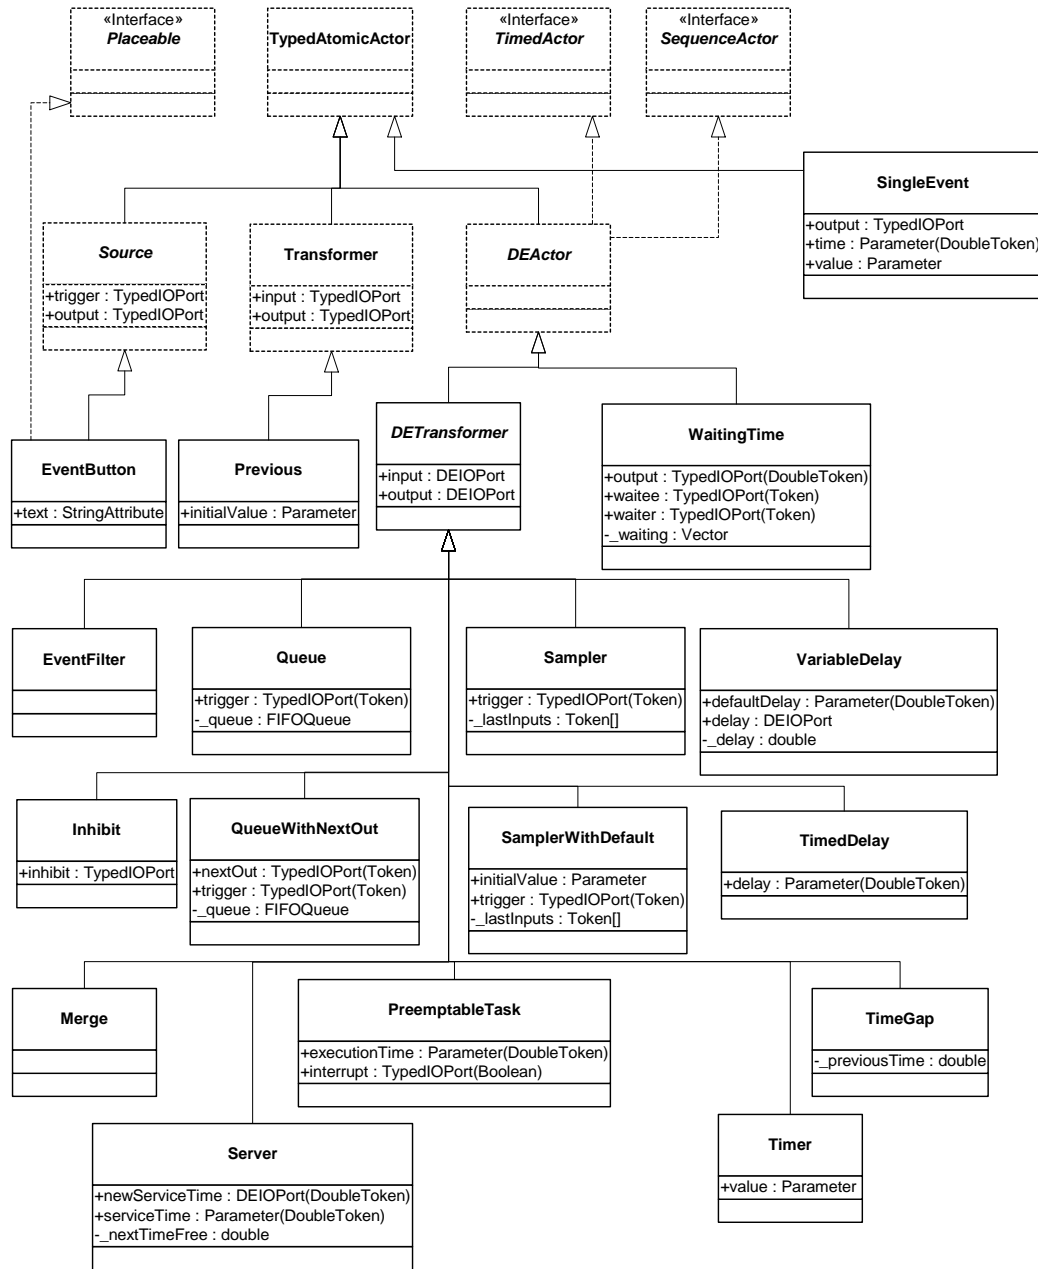 «Interface»
Placeable
TypedAtomicActor
«Interface»
TimedActor
«Interface»
SequenceActor
SingleEvent
+output : TypedIOPort
+time : Parameter(DoubleToken)
+value : Parameter
Source
+trigger : TypedIOPort
+output : TypedIOPort
Transformer
+input : TypedIOPort
+output : TypedIOPort
DEActor
EventButton
+text : StringAttribute
Previous
+initialValue : Parameter
DETransformer
+input : DEIOPort
+output : DEIOPort
WaitingTime
+output : TypedIOPort(DoubleToken)
+waitee : TypedIOPort(Token)
+waiter : TypedIOPort(Token)
-_waiting : Vector
EventFilter
Queue
+trigger : TypedIOPort(Token)
-_queue : FIFOQueue
Sampler
+trigger : TypedIOPort(Token)
-_lastInputs : Token[]
VariableDelay
+defaultDelay : Parameter(DoubleToken)
+delay : DEIOPort
-_delay : double
Inhibit
+inhibit : TypedIOPort
QueueWithNextOut
+nextOut : TypedIOPort(Token)
+trigger : TypedIOPort(Token)
-_queue : FIFOQueue
SamplerWithDefault
+initialValue : Parameter
+trigger : TypedIOPort(Token)
-_lastInputs : Token[]
TimedDelay
+delay : Parameter(DoubleToken)
Merge
PreemptableTask
+executionTime : Parameter(DoubleToken)
+interrupt : TypedIOPort(Boolean)
TimeGap
-_previousTime : double
Server
+newServiceTime : DEIOPort(DoubleToken)
+serviceTime : Parameter(DoubleToken)
-_nextTimeFree : double
Timer
+value : Parameter